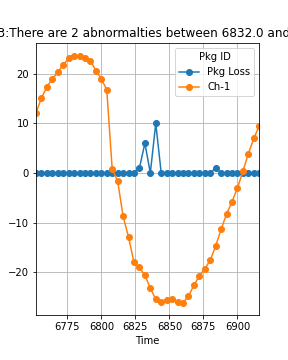 3:There are 2 abnormalties between 6832.0 and
Pkg ID
Pkg Loss
Ch-1
20
10
0
−10
−20
6775 6800 6825 6850 6875 6900
Time